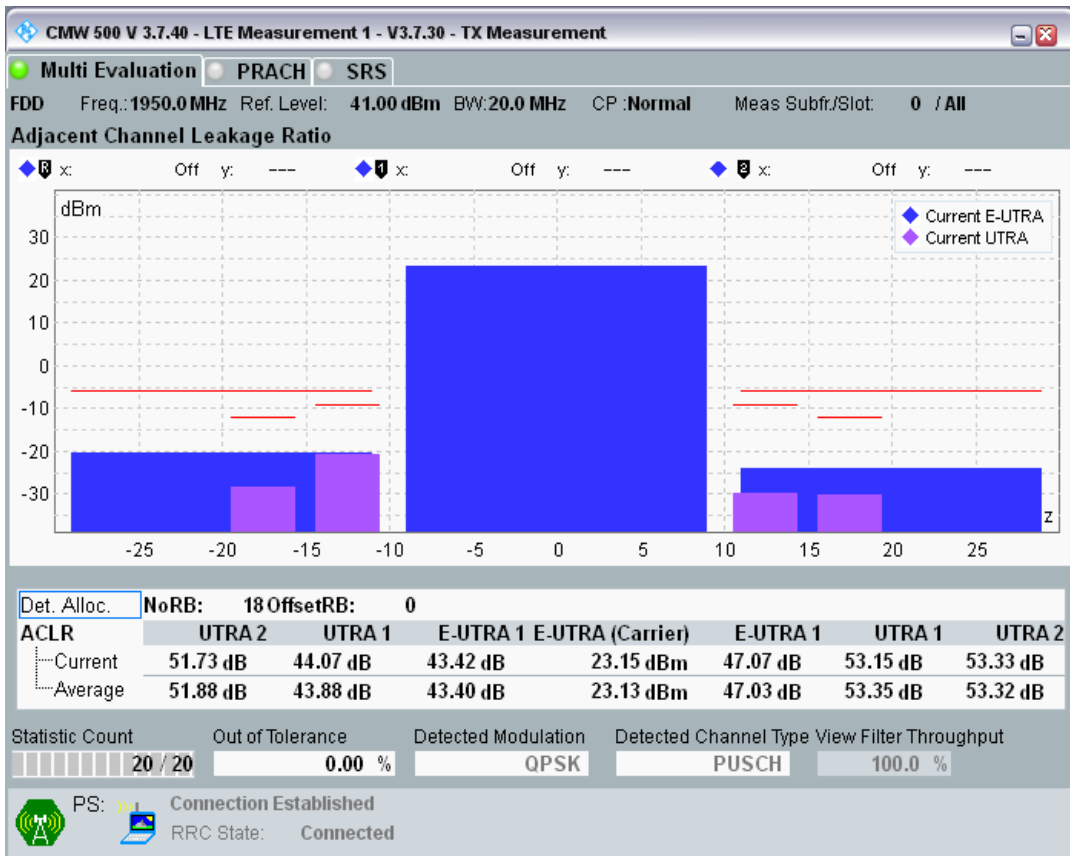 CMW 500 V 3.7.40 - LTE Measurement 1 - V3.7.30 - TX Measurement
Multi Evaluation PRACH SRS
FDD Freq.:1950.0 MHz Ref. Level: 41.00 dBm BW:20.0 MHz CP :Normal Meas Subfr./Slot: 0 / All
Adjacent Channel Leakage Ratio
R x: Off y: --- 1 x: Off y: --- 2 x: Off y: ---
dBm
Current E-UTRA
Current UTRA
30
20
10
0
-10
-20
-30
z
-25 -20 -15 -10 -5 0 5 10 15 20 25
Det. Alloc. NoRB: 18 OffsetRB: 0
ACLR UTRA 2 UTRA 1 E-UTRA 1 E-UTRA (Carrier) E-UTRA 1 UTRA 1 UTRA 2
Current 51.73 dB 44.07 dB 43.42 dB 23.15 dBm 47.07 dB 53.15 dB 53.33 dB
Average 51.88 dB 43.88 dB 43.40 dB 23.13 dBm 47.03 dB 53.35 dB 53.32 dB
Statistic Count Out of Tolerance Detected Modulation Detected Channel Type View Filter Throughput
20 / 20 0.00 % QPSK PUSCH 100.0 %
PS: Connection Established
RRC State: Connected